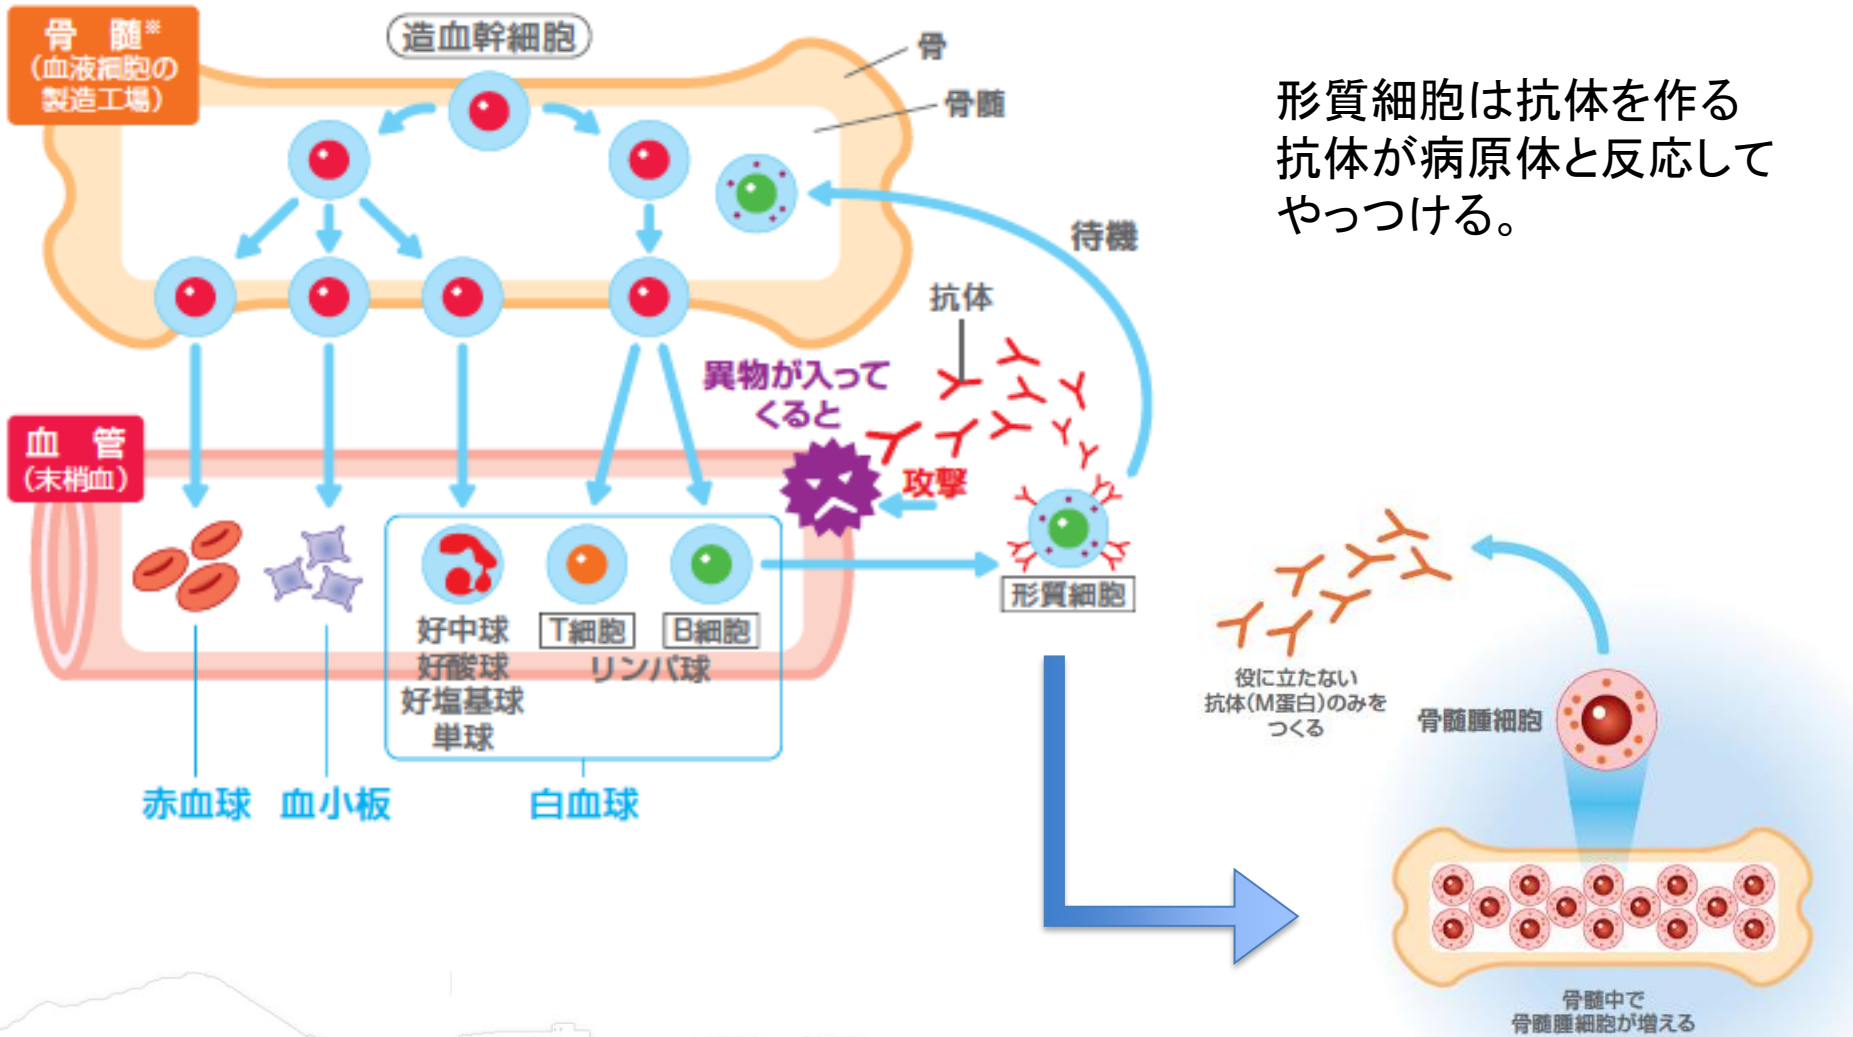 骨　髄※
（血液細胞の
製造工場）
造血幹細胞
骨
骨髄
形質細胞は抗体を作る
抗体が病原体と反応して
やっつける。
待機
抗体
異物が入って
くると
血　管
（末梢血）
攻撃
形質細胞
好中球
好酸球
好塩基球
単球
T細胞
B細胞
リンパ球
赤血球
血小板
白血球
役に立たない
抗体（M蛋白）のみを
つくる
骨髄腫細胞
骨髄中で
骨髄腫細胞が増える